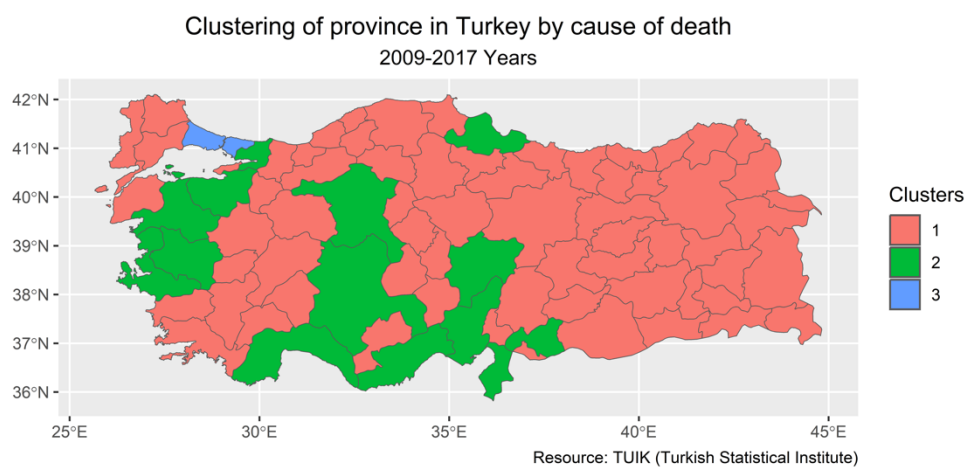 Clustering of province in Turkey by cause of death
2009-2017 Years
42°N
41°N
40°N
39°N
38°N
37°N
36°N
25°E 30°E 35°E 40°E 45°E
Clusters
1
2
3
Resource: TUIK (Turkish Statistical Institute)